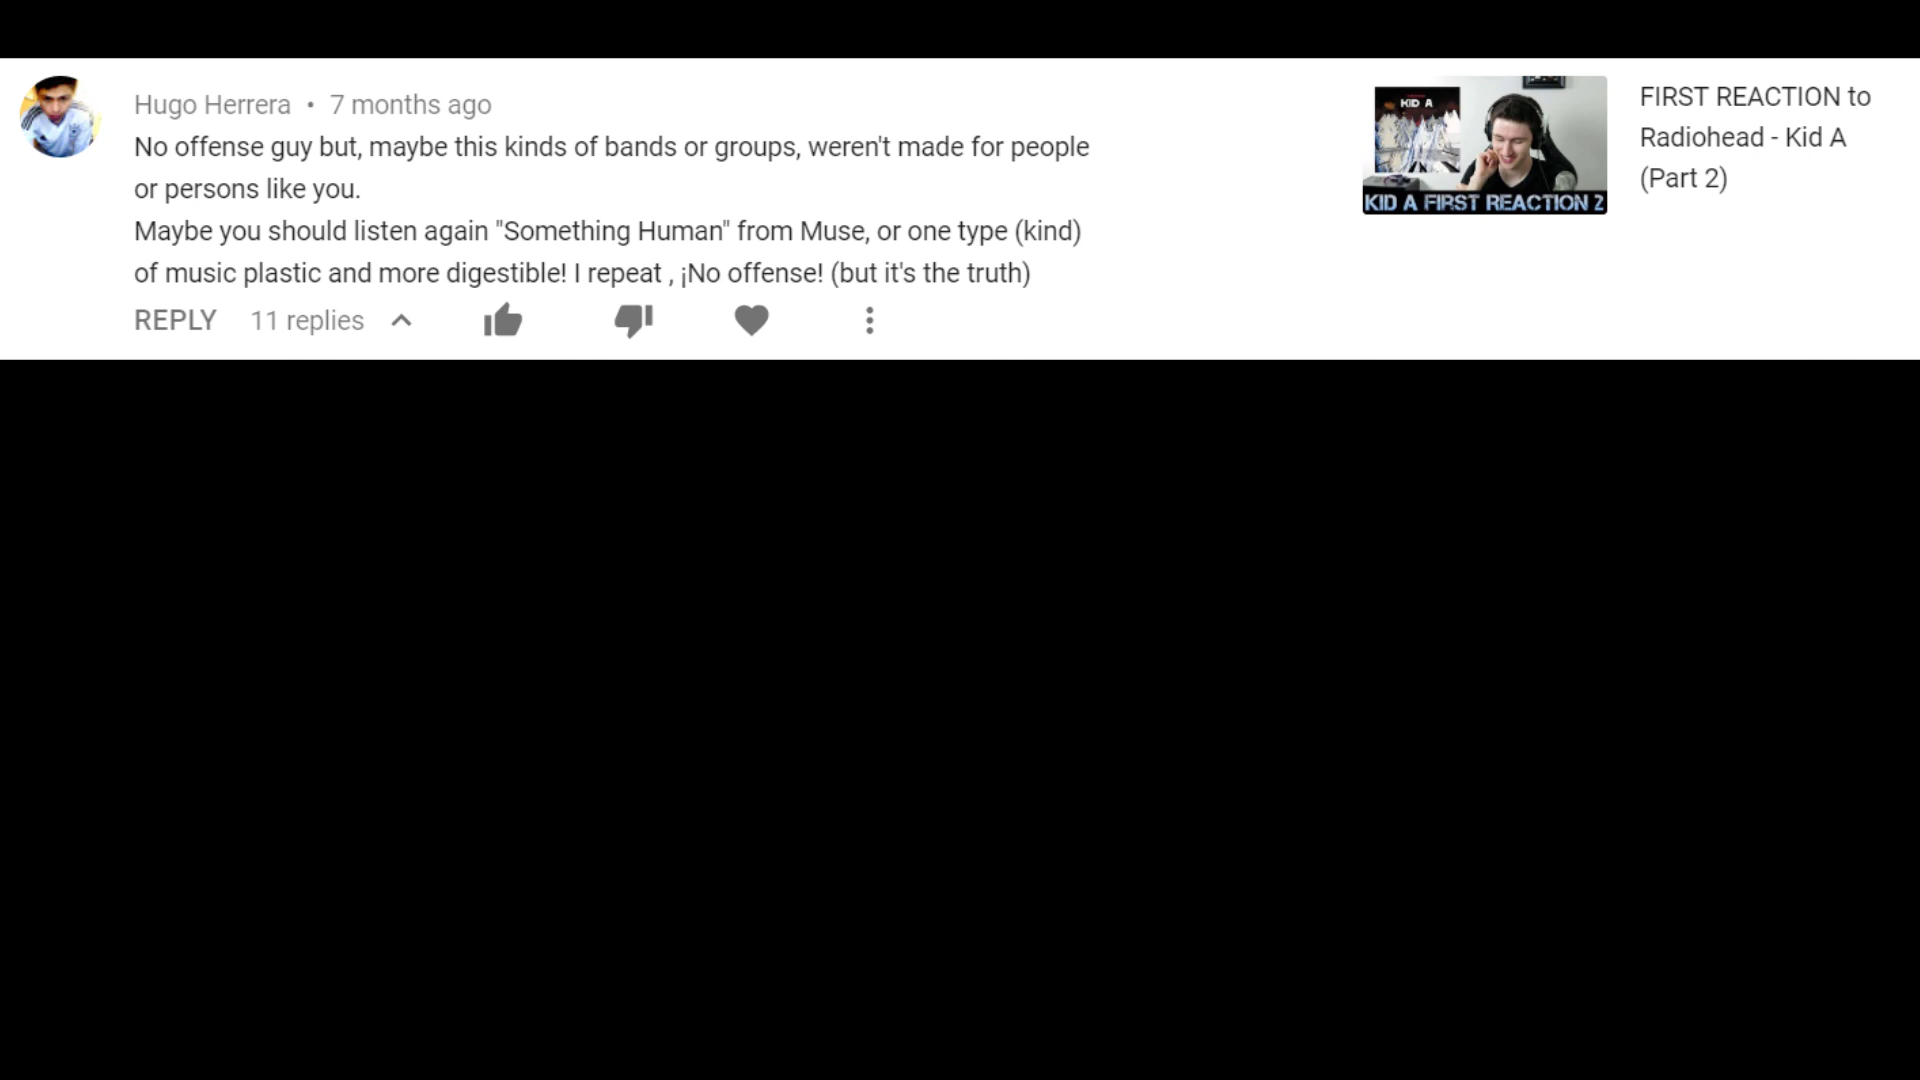 Hugo Herrera • 7 months ago
No offense guy but, maybe this kinds of bands or groups, weren't made for people
or persons like you.
Maybe you should listen again "Something Human" from Muse, or one type (kind)
of music plastic and more digestible! I repeat , ¡No offense! (but it's the truth)
REPLY 11 replies
KID A
KID A FIRST REACTION 2
FIRST REACTION to
Radiohead - Kid A
(Part 2)